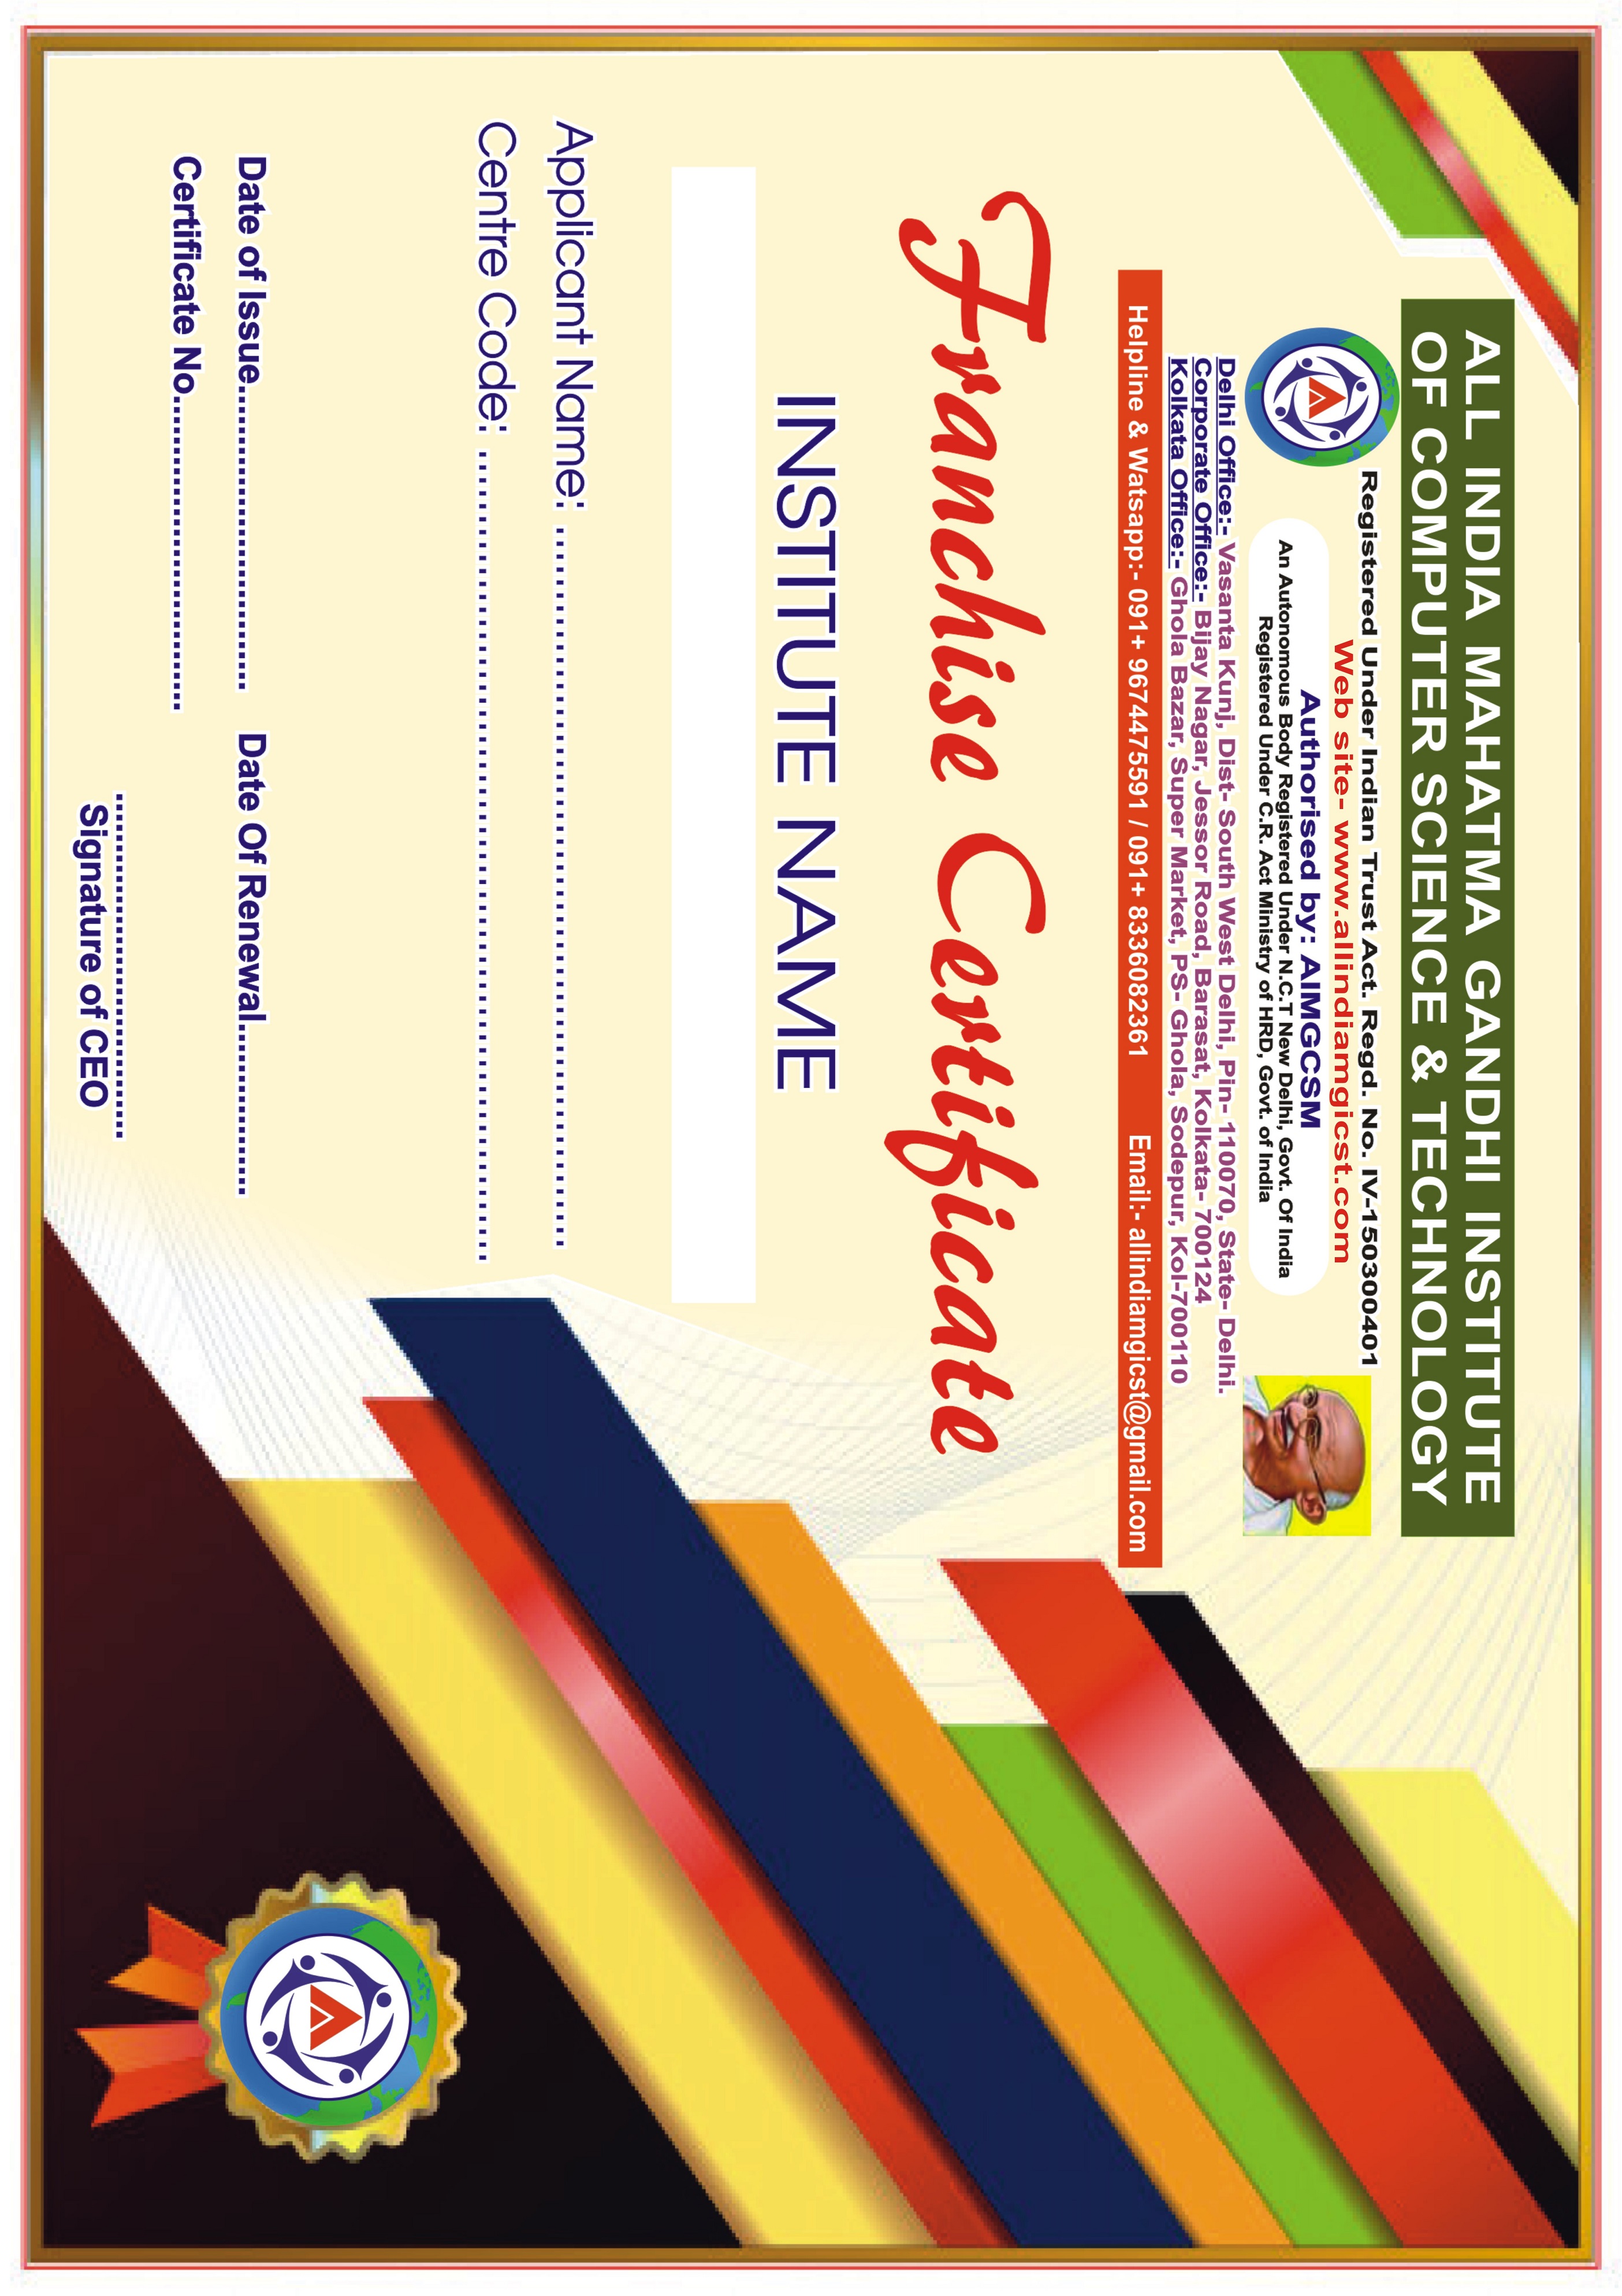 ALL INDIA MAHATMA GANDHI INSTITUTE
OF COMPUTER SCIENCE & TECHNOLOGY
Registered Under Indian Trust Act. Regd. No. IV-150300401
Web site- www.allindiamgicst.com
Authorised by: AIMGCSM
An Autonomous Body Registered Under N.C.T New Delhi, Govt. Of India
Registered Under C.R. Act Ministry of HRD, Govt. of India
Delhi Office:- Vasanta Kunj, Dist- South West Delhi, Pin- 110070, State- Delhi.
Corporate Office:- Bijay Nagar, Jessor Road, Barasat, Kolkata- 700124
Kolkata Office:- Ghola Bazar, Super Market, PS- Ghola, Sodepur, Kol-700110
Helpline & Watsapp:- 091+ 9674475591 / 091+ 8336082361 Email:- allindiamgicst@gmail.com
Franchise Certificate
INSTITUTE NAME
Applicant Name: ................................................
Centre Code: ......................................................
Date of Issue.................................. Date Of Renewal...................
Certificate No...................................
Signature of CEO